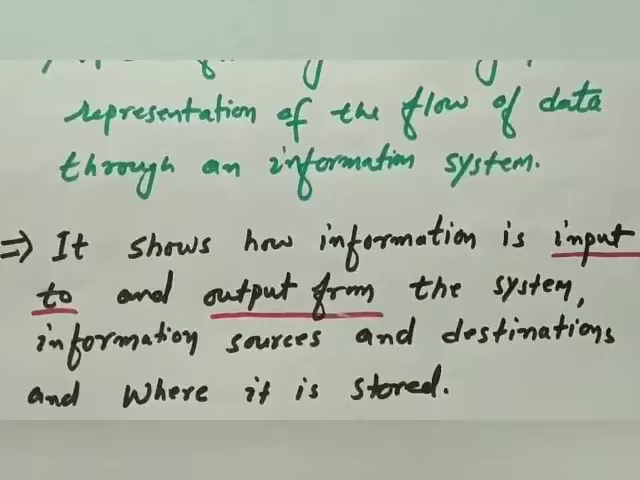 representation of the flow of data
through an information system.
⇒ It shows how information is input
to and output from the system,
information sources and destinations
and where it is stored.